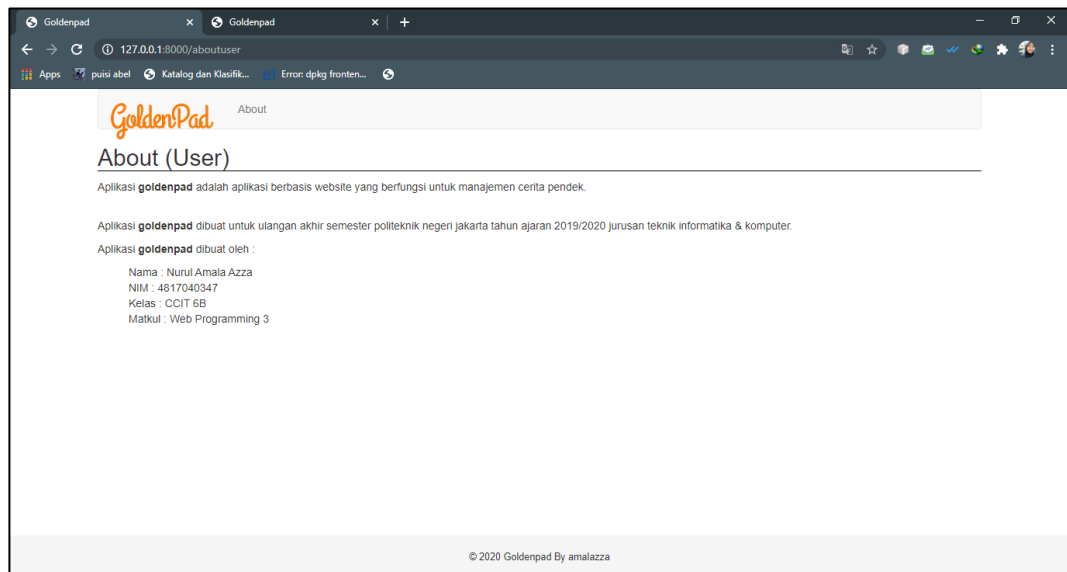 Goldenpad
Goldenpad
127.0.0.1:8000/aboutuser
Apps puisi abel Katalog dan Klasifik... Error: dpkg fronten...
GoldenPad About
About (User)
Aplikasi goldenpad adalah aplikasi berbasis website yang berfungsi untuk manajemen cerita pendek.
Aplikasi goldenpad dibuat untuk ulangan akhir semester politeknik negeri jakarta tahun ajaran 2019/2020 jurusan teknik informatika & komputer.
Aplikasi goldenpad dibuat oleh :
Nama : Nurul Amala Azza
NIM : 4817040347
Kelas : CCIT 6B
Matkul : Web Programming 3
© 2020 Goldenpad By amalazza